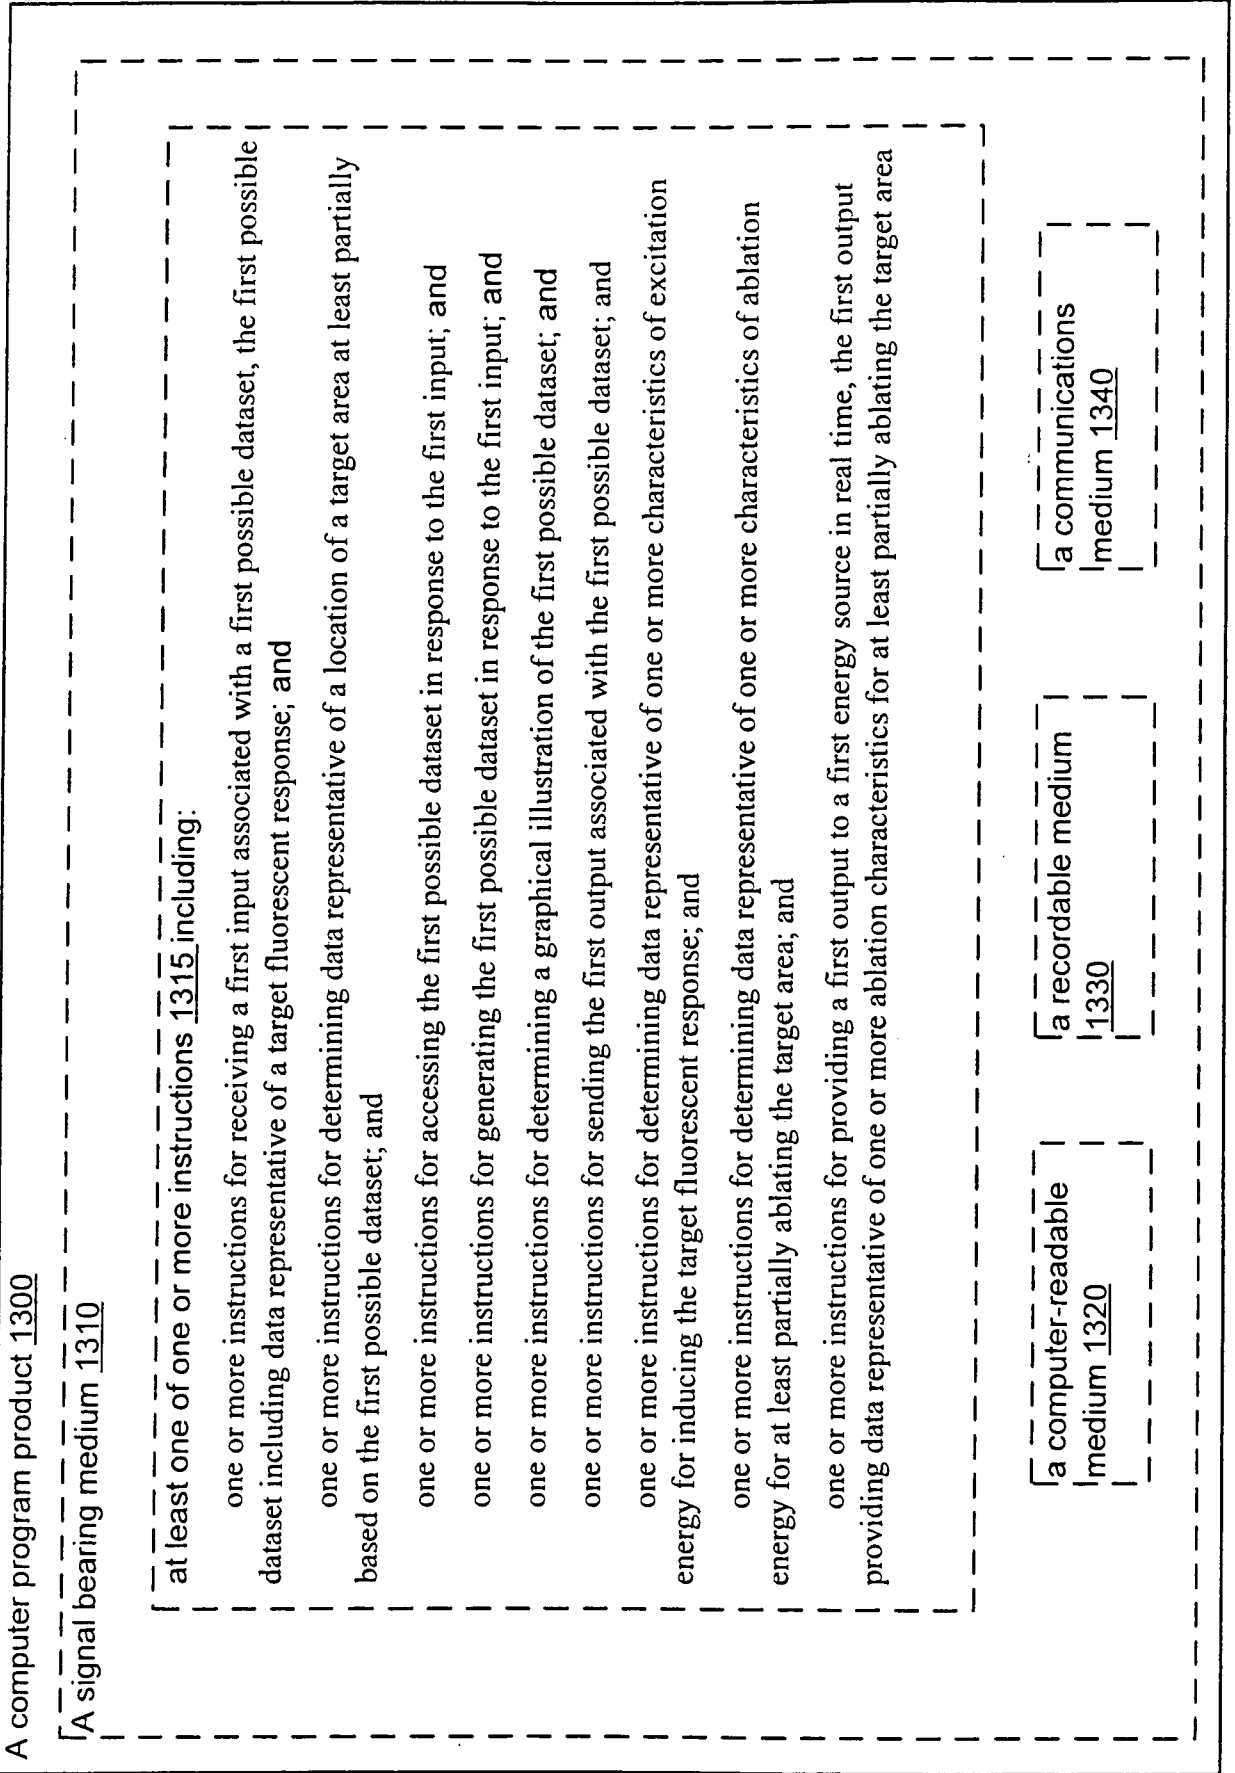 A computer program product 1300
A signal bearing medium 1310
at least one of one or more instructions 1315 including:
one or more instructions for receiving a first input associated with a first possible dataset, the first possible
dataset including data representative of a target fluorescent response; and
one or more instructions for determining data representative of a location of a target area at least partially
based on the first possible dataset; and
one or more instructions for accessing the first possible dataset in response to the first input; and
one or more instructions for generating the first possible dataset in response to the first input; and
one or more instructions for determining a graphical illustration of the first possible dataset; and
one or more instructions for sending the first output associated with the first possible dataset; and
one or more instructions for determining data representative of one or more characteristics of excitation
energy for inducing the target fluorescent response; and
one or more instructions for determining data representative of one or more characteristics of ablation
energy for at least partially ablating the target area; and
one or more instructions for providing a first output to a first energy source in real time, the first output
providing data representative of one or more ablation characteristics for at least partially ablating the target area
a computer-readable
medium 1320
a recordable medium
1330
a communications
medium 1340